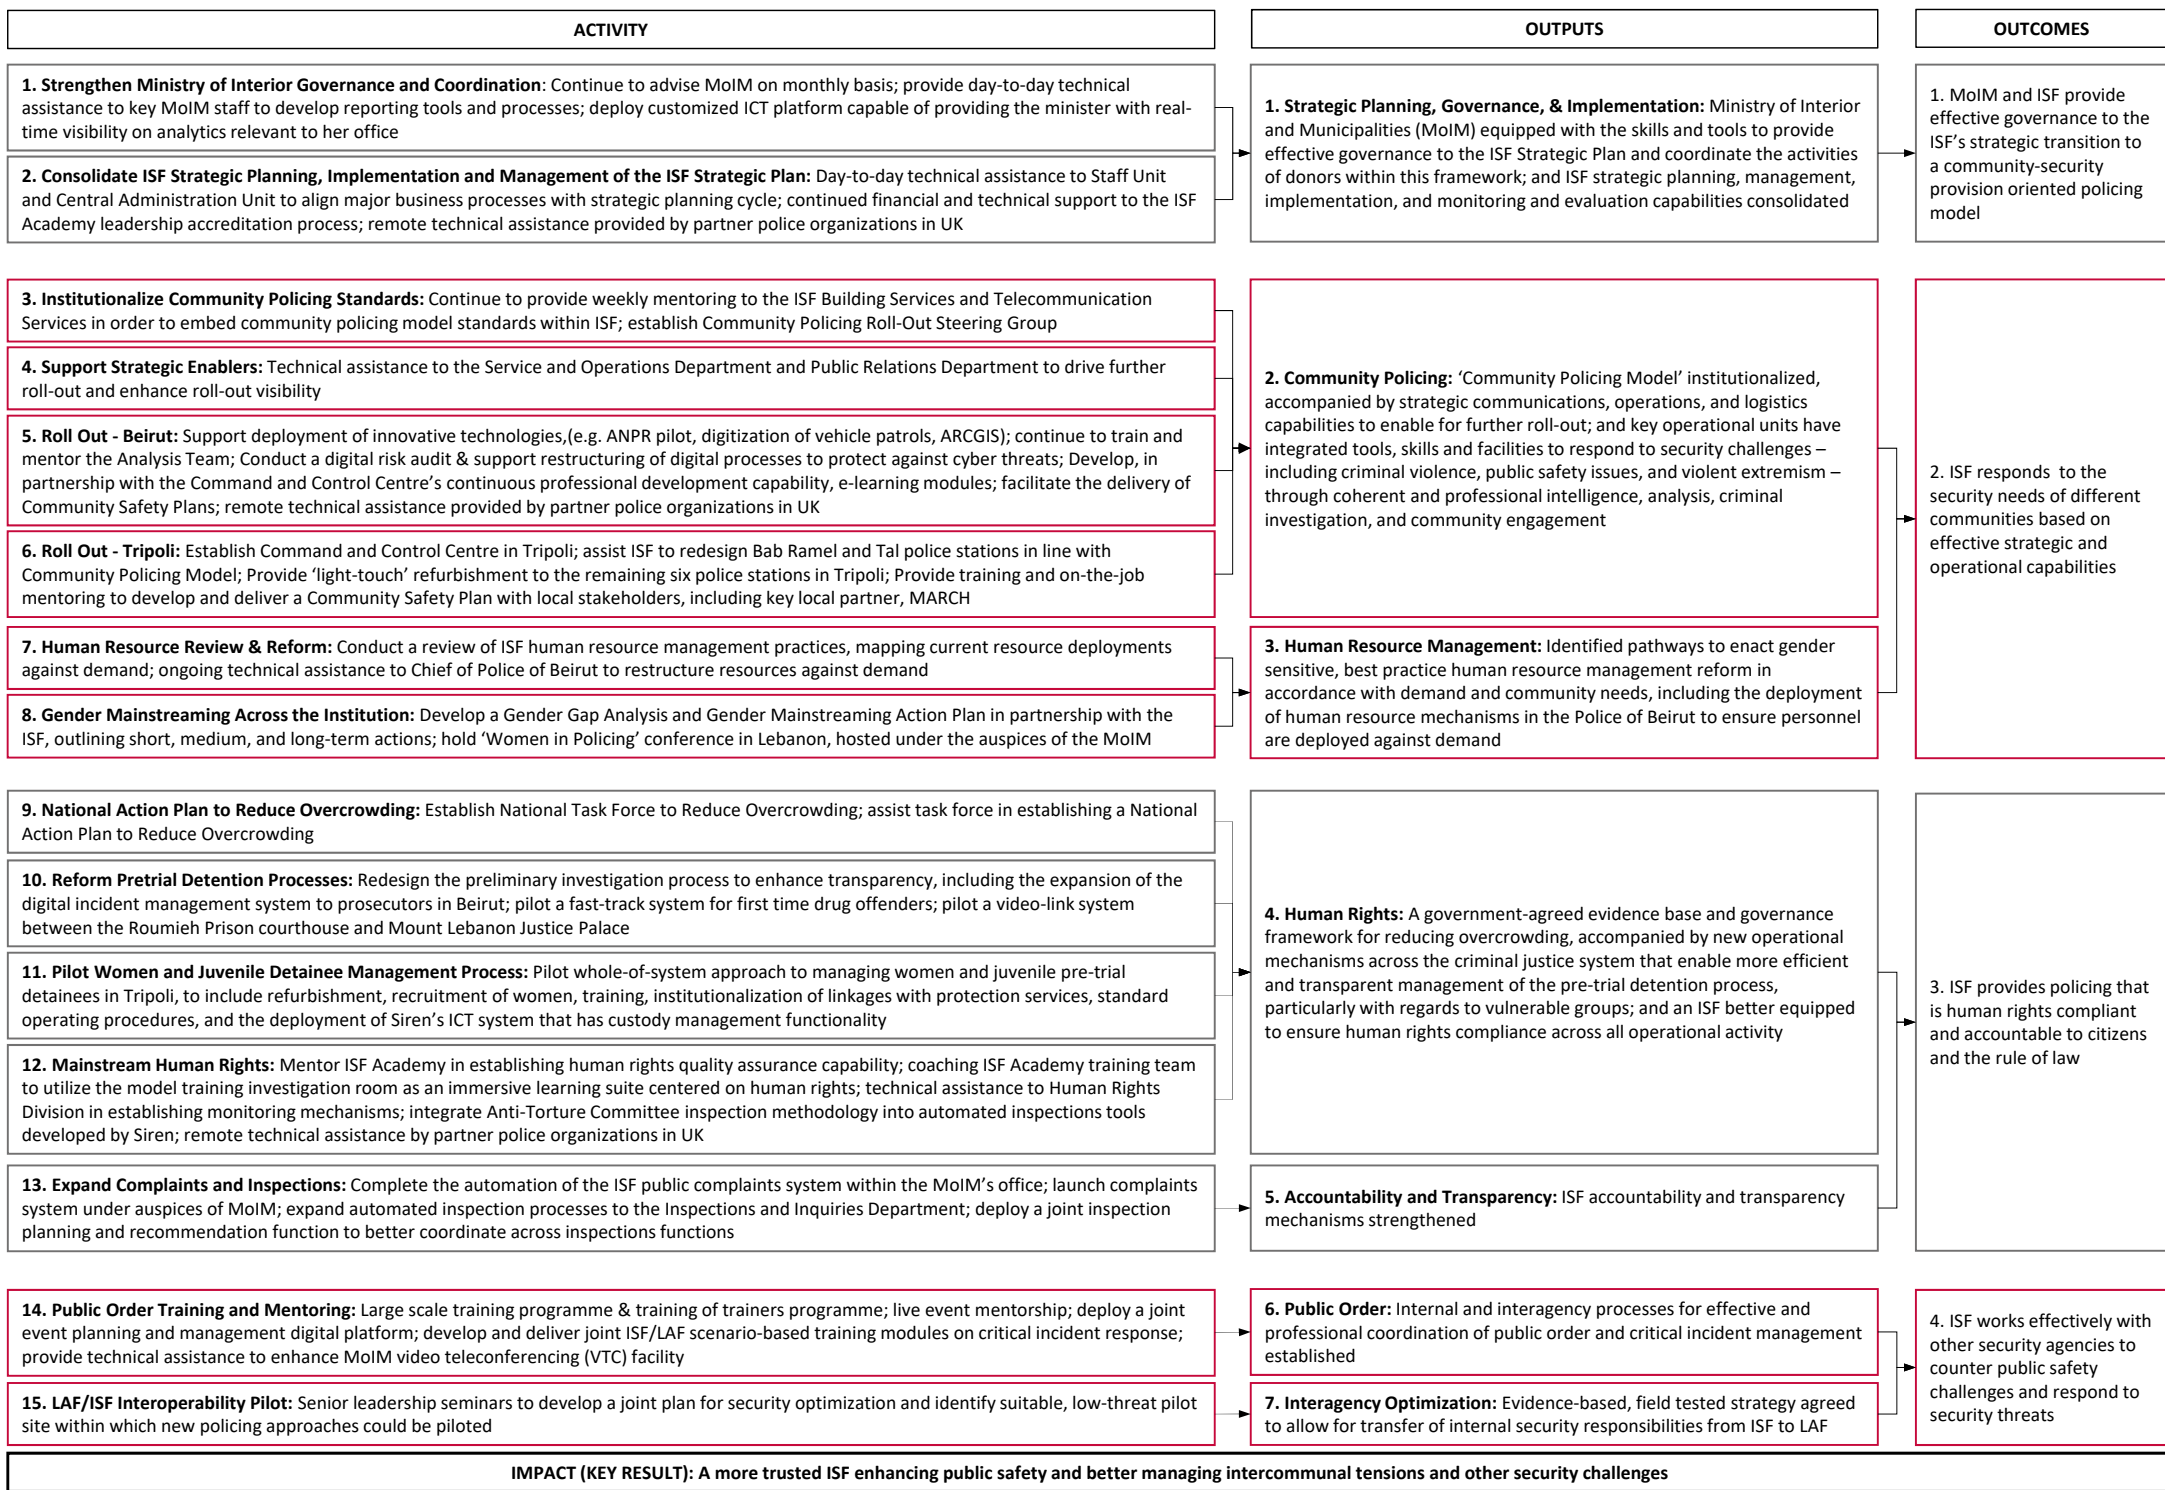 ACTIVITY
OUTPUTS
OUTCOMES
1. Strengthen Ministry of Interior Governance and Coordination: Continue to advise MoIM on monthly basis; provide day-to-day technical
assistance to key MoIM staff to develop reporting tools and processes; deploy customized ICT platform capable of providing the minister with real-
time visibility on analytics relevant to her office
2. Consolidate ISF Strategic Planning, Implementation and Management of the ISF Strategic Plan: Day-to-day technical assistance to Staff Unit
and Central Administration Unit to align major business processes with strategic planning cycle; continued financial and technical support to the ISF
Academy leadership accreditation process; remote technical assistance provided by partner police organizations in UK
1. Strategic Planning, Governance, & Implementation: Ministry of Interior
and Municipalities (MoIM) equipped with the skills and tools to provide
effective governance to the ISF Strategic Plan and coordinate the activities
of donors within this framework; and ISF strategic planning, management,
implementation, and monitoring and evaluation capabilities consolidated
1. MoIM and ISF provide
effective governance to the
ISF's strategic transition to
a community-security
provision oriented policing
model
3. Institutionalize Community Policing Standards: Continue to provide weekly mentoring to the ISF Building Services and Telecommunication
Services in order to embed community policing model standards within ISF; establish Community Policing Roll-Out Steering Group
4. Support Strategic Enablers: Technical assistance to the Service and Operations Department and Public Relations Department to drive further
roll-out and enhance roll-out visibility
5. Roll Out - Beirut: Support deployment of innovative technologies,(e.g. ANPR pilot, digitization of vehicle patrols, ARCGIS); continue to train and
mentor the Analysis Team; Conduct a digital risk audit & support restructuring of digital processes to protect against cyber threats; Develop, in
partnership with the Command and Control Centre's continuous professional development capability, e-learning modules; facilitate the delivery of
Community Safety Plans; remote technical assistance provided by partner police organizations in UK
6. Roll Out - Tripoli: Establish Command and Control Centre in Tripoli; assist ISF to redesign Bab Ramel and Tal police stations in line with
Community Policing Model; Provide ‘light-touch’ refurbishment to the remaining six police stations in Tripoli; Provide training and on-the-job
mentoring to develop and deliver a Community Safety Plan with local stakeholders, including key local partner, MARCH
7. Human Resource Review & Reform: Conduct a review of ISF human resource management practices, mapping current resource deployments
against demand; ongoing technical assistance to Chief of Police of Beirut to restructure resources against demand
8. Gender Mainstreaming Across the Institution: Develop a Gender Gap Analysis and Gender Mainstreaming Action Plan in partnership with the
ISF, outlining short, medium, and long-term actions; hold ‘Women in Policing’ conference in Lebanon, hosted under the auspices of the MoIM
2. Community Policing: ‘Community Policing Model’ institutionalized,
accompanied by strategic communications, operations, and logistics
capabilities to enable for further roll-out; and key operational units have
integrated tools, skills and facilities to respond to security challenges –
including criminal violence, public safety issues, and violent extremism –
through coherent and professional intelligence, analysis, criminal
investigation, and community engagement
3. Human Resource Management: Identified pathways to enact gender
sensitive, best practice human resource management reform in
accordance with demand and community needs, including the deployment
of human resource mechanisms in the Police of Beirut to ensure personnel
are deployed against demand
2. ISF responds  to the
security needs of different
communities based on
effective strategic and
operational capabilities
9. National Action Plan to Reduce Overcrowding: Establish National Task Force to Reduce Overcrowding; assist task force in establishing a National
Action Plan to Reduce Overcrowding
10. Reform Pretrial Detention Processes: Redesign the preliminary investigation process to enhance transparency, including the expansion of the
digital incident management system to prosecutors in Beirut; pilot a fast-track system for first time drug offenders; pilot a video-link system
between the Roumieh Prison courthouse and Mount Lebanon Justice Palace
11. Pilot Women and Juvenile Detainee Management Process: Pilot whole-of-system approach to managing women and juvenile pre-trial
detainees in Tripoli, to include refurbishment, recruitment of women, training, institutionalization of linkages with protection services, standard
operating procedures, and the deployment of Siren's ICT system that has custody management functionality
12. Mainstream Human Rights: Mentor ISF Academy in establishing human rights quality assurance capability; coaching ISF Academy training team
to utilize the model training investigation room as an immersive learning suite centered on human rights; technical assistance to Human Rights
Division in establishing monitoring mechanisms; integrate Anti-Torture Committee inspection methodology into automated inspections tools
developed by Siren; remote technical assistance by partner police organizations in UK
13. Expand Complaints and Inspections: Complete the automation of the ISF public complaints system within the MoIM's office; launch complaints
system under auspices of MoIM; expand automated inspection processes to the Inspections and Inquiries Department; deploy a joint inspection
planning and recommendation function to better coordinate across inspections functions
4. Human Rights: A government-agreed evidence base and governance
framework for reducing overcrowding, accompanied by new operational
mechanisms across the criminal justice system that enable more efficient
and transparent management of the pre-trial detention process,
particularly with regards to vulnerable groups; and an ISF better equipped
to ensure human rights compliance across all operational activity
5. Accountability and Transparency: ISF accountability and transparency
mechanisms strengthened
3. ISF provides policing that
is human rights compliant
and accountable to citizens
and the rule of law
14. Public Order Training and Mentoring: Large scale training programme & training of trainers programme; live event mentorship; deploy a joint
event planning and management digital platform; develop and deliver joint ISF/LAF scenario-based training modules on critical incident response;
provide technical assistance to enhance MoIM video teleconferencing (VTC) facility
15. LAF/ISF Interoperability Pilot: Senior leadership seminars to develop a joint plan for security optimization and identify suitable, low-threat pilot
site within which new policing approaches could be piloted
6. Public Order: Internal and interagency processes for effective and
professional coordination of public order and critical incident management
established
7. Interagency Optimization: Evidence-based, field tested strategy agreed
to allow for transfer of internal security responsibilities from ISF to LAF
4. ISF works effectively with
other security agencies to
counter public safety
challenges and respond to
security threats
IMPACT (KEY RESULT): A more trusted ISF enhancing public safety and better managing intercommunal tensions and other security challenges